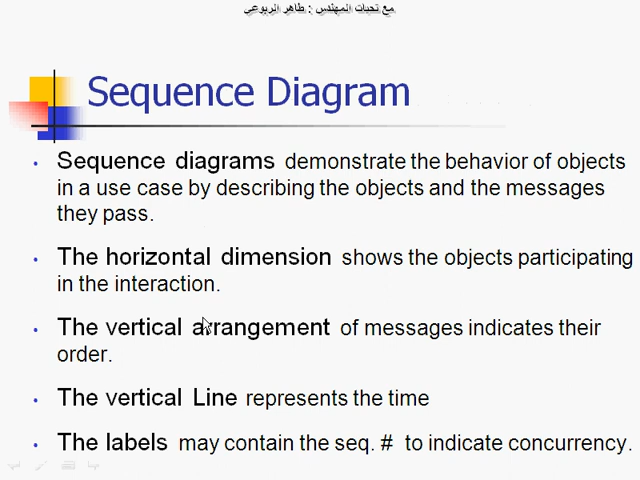 مع تحيات المهندس : طاهر الربوعي
Sequence Diagram
• Sequence diagrams demonstrate the behavior of objects
in a use case by describing the objects and the messages
they pass.
• The horizontal dimension shows the objects participating
in the interaction.
• The vertical arrangement of messages indicates their
order.
• The vertical Line represents the time
• The labels may contain the seq. # to indicate concurrency.